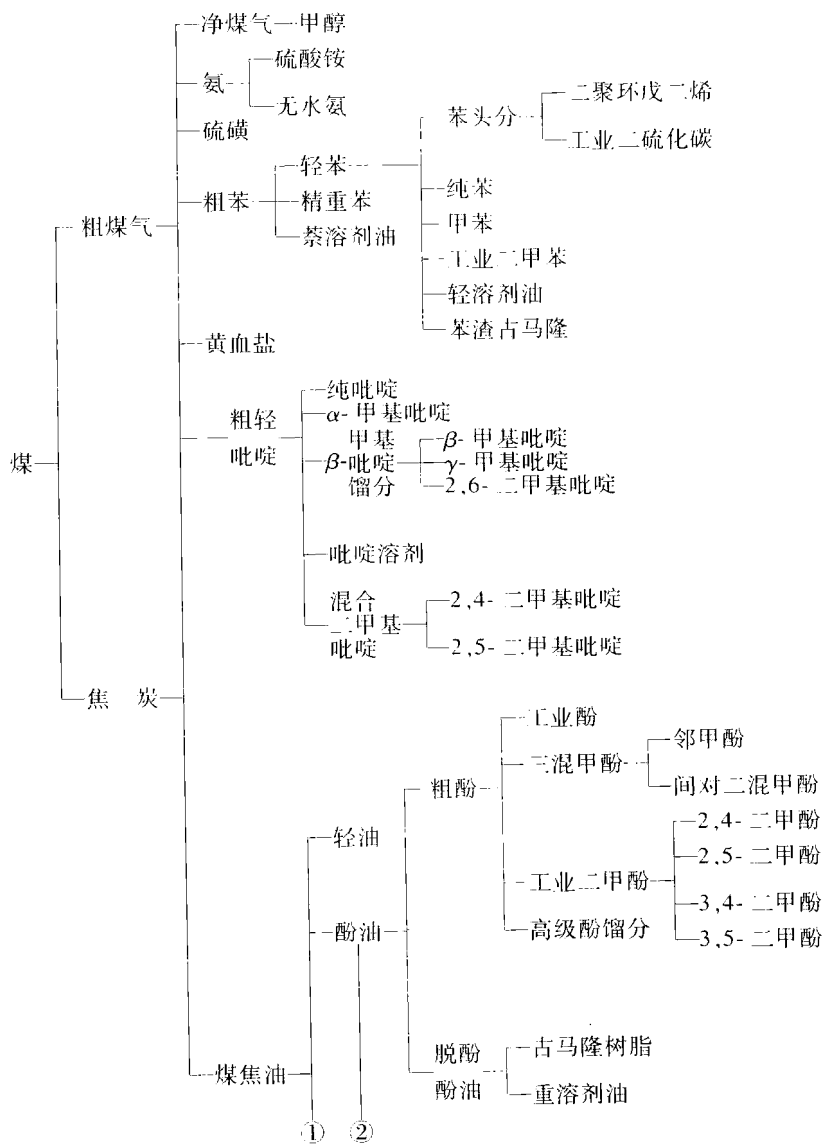 净煤气—甲醇
硫酸铵
氨
无水氨
硫磺
二聚环戊二烯
苯头分
工业二硫化碳
轻苯
纯苯
粗苯
精重苯
甲苯
粗煤气
萘溶剂油
工业二甲苯
轻溶剂油
苯渣古马隆
黄血盐
纯吡啶
粗轻
吡啶
α-甲基吡啶
甲基
β-吡啶
馏分
β-甲基吡啶
γ-甲基吡啶
2,6-二甲基吡啶
煤
吡啶溶剂
混合
二甲基
吡啶
2,4-二甲基吡啶
2,5-二甲基吡啶
焦 炭
工业酚
三混甲酚
邻甲酚
间对二混甲酚
粗酚
轻油
工业二甲酚
2,4-二甲酚
2,5-二甲酚
3,4-二甲酚
3,5-二甲酚
酚油
高级酚馏分
煤焦油
脱酚
酚油
古马隆树脂
重溶剂油
① ②